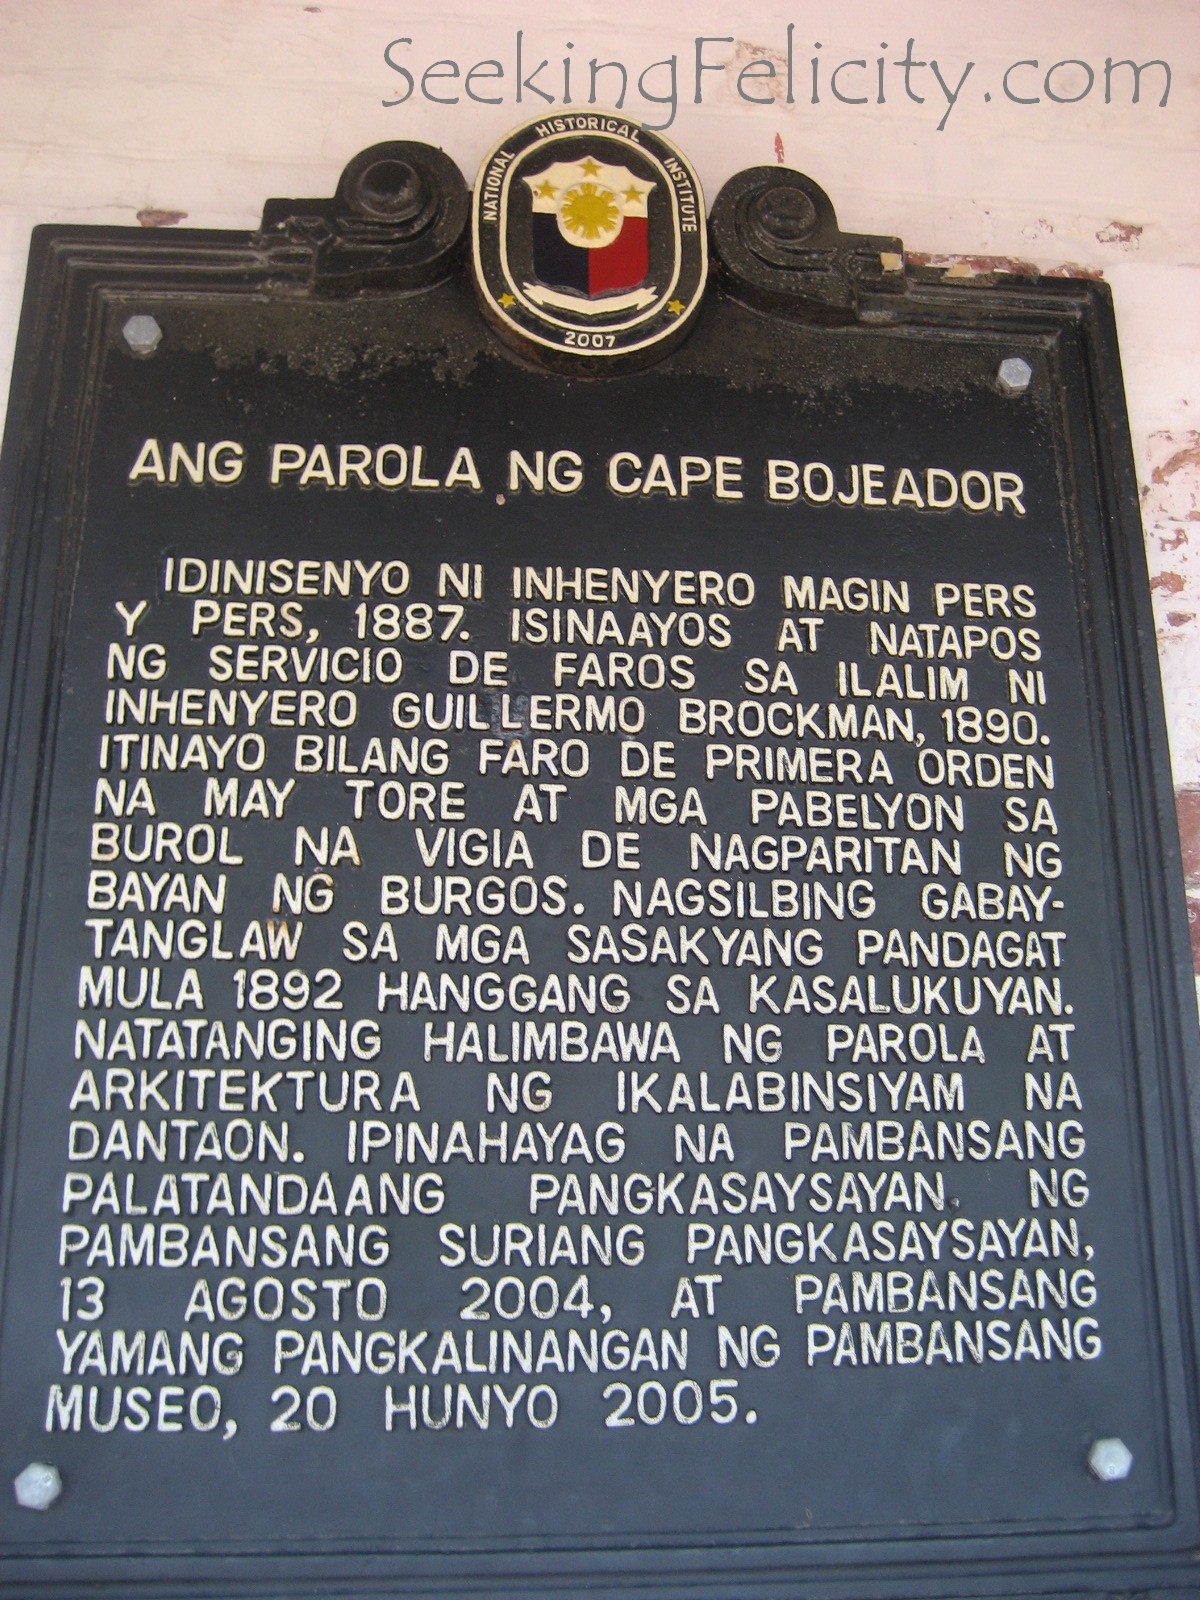 SeekingFelicity.com
NATIONAL HISTORICAL INSTITUTE
2007
ANG PAROLA NG CAPE BOJEADOR
IDINISENYO NI INHENYERO MAGIN PERS
Y PERS, 1887. ISINAAYOS AT NATAPOS
NG SERVICIO DE FAROS SA ILALIM NI
INHENYERO GUILLERMO BROCKMAN, 1890.
ITINAYO BILANG FARO DE PRIMERA ORDEN
NA MAY TORE AT MGA PABELYON SA
BUROL NA VIGIA DE NAGPARITAN NG
BAYAN NG BURGOS. NAGSILBING GABAY-
TANGLAW SA MGA SASAKYANG PANDAGAT
MULA 1892 HANGGANG SA KASALUKUYAN.
NATATANGING HALIMBAWA NG PAROLA AT
ARKITEKTURA NG IKALABINSIYAM NA
DANTAON. IPINAHAYAG NA PAMBANSANG
PALATANDAANG PANGKASAYSAYAN NG
PAMBANSANG SURIANG PANGKASAYSAYAN,
13 AGOSTO 2004, AT PAMBANSANG
YAMANG PANGKALINANGAN NG PAMBANSANG
MUSEO, 20 HUNYO 2005.